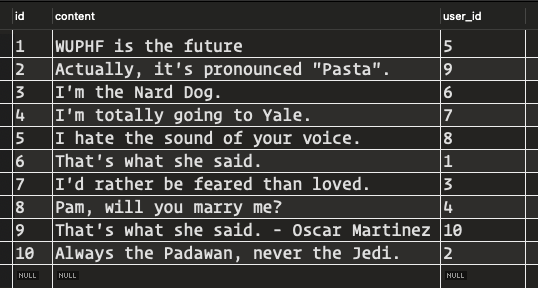 id content user_id
1 WUPHF is the future 5
2 Actually, it's pronounced "Pasta". 9
3 I'm the Nard Dog. 6
4 I'm totally going to Yale. 7
5 I hate the sound of your voice. 8
6 That's what she said. 1
7 I'd rather be feared than loved. 3
8 Pam, will you marry me? 4
9 That's what she said. - Oscar Martinez 10
10 Always the Padawan, never the Jedi. 2
NULL NULL NULL